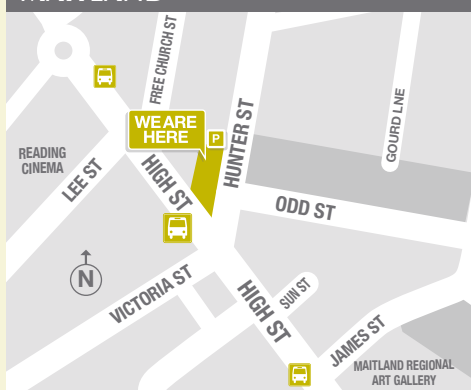 FREE CHURCH ST
WE ARE
HERE
P
HUNTER ST
GOURD LNE
READING
CINEMA
LEE ST
HIGH ST
ODD ST
N
VICTORIA ST
HIGH ST
SUN ST
JAMES ST
MAITLAND REGIONAL
ART GALLERY